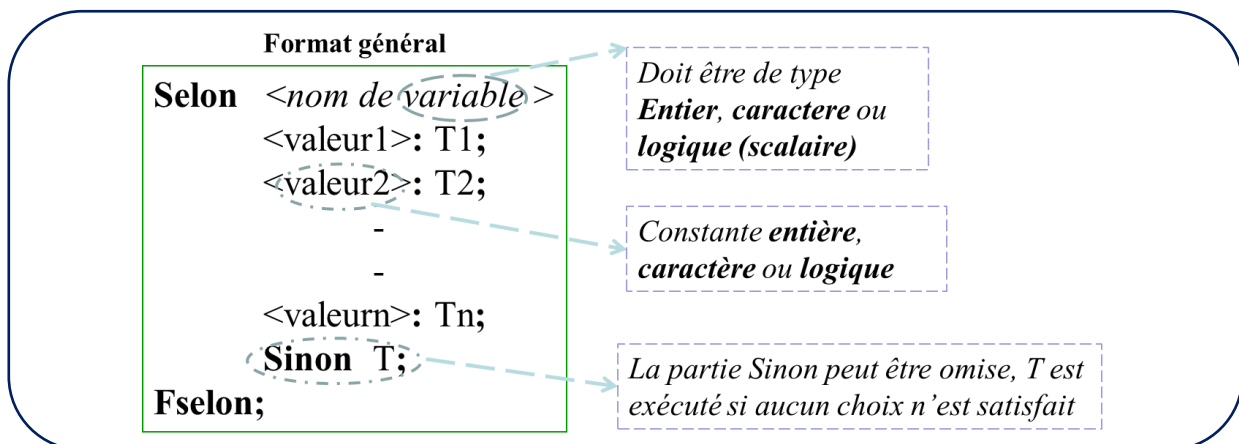 Format général
Selon <nom de variable >
<valeur1>: T1;
<valeur2>: T2;
-
-
<valeurn>: Tn;
Sinon T;
Fselon;
Doit être de type
Entier, caractere ou
logique (scalaire)
Constante entière,
caractère ou logique
La partie Sinon peut être omise, T est
exécuté si aucun choix n’est satisfait